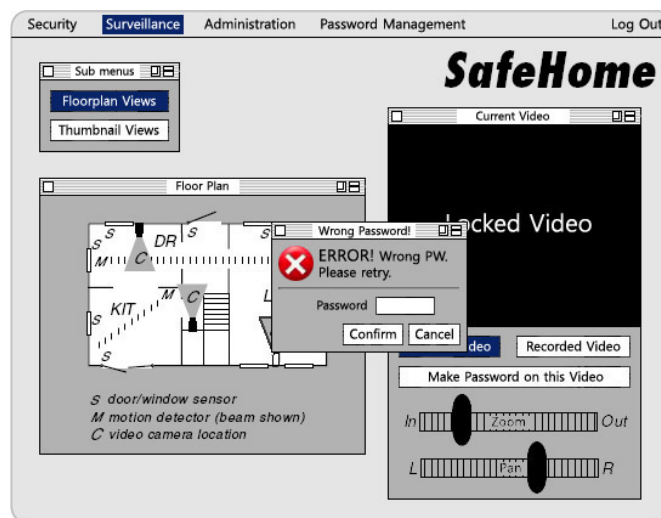 Security Surveillance Administration Password Management Log Out
SafeHome
Sub menus
Floorplan Views
Thumbnail Views
Current Video
Locked Video
Floor Plan
S S S
S DR
M C
M C L
KIT
S
S
Wrong Password!
ERROR! Wrong PW.
Please retry.
Password
Confirm Cancel
Recorded Video
Make Password on this Video
S door/window sensor
M motion detector (beam shown)
C video camera location
In Zoom Out
L Pan R